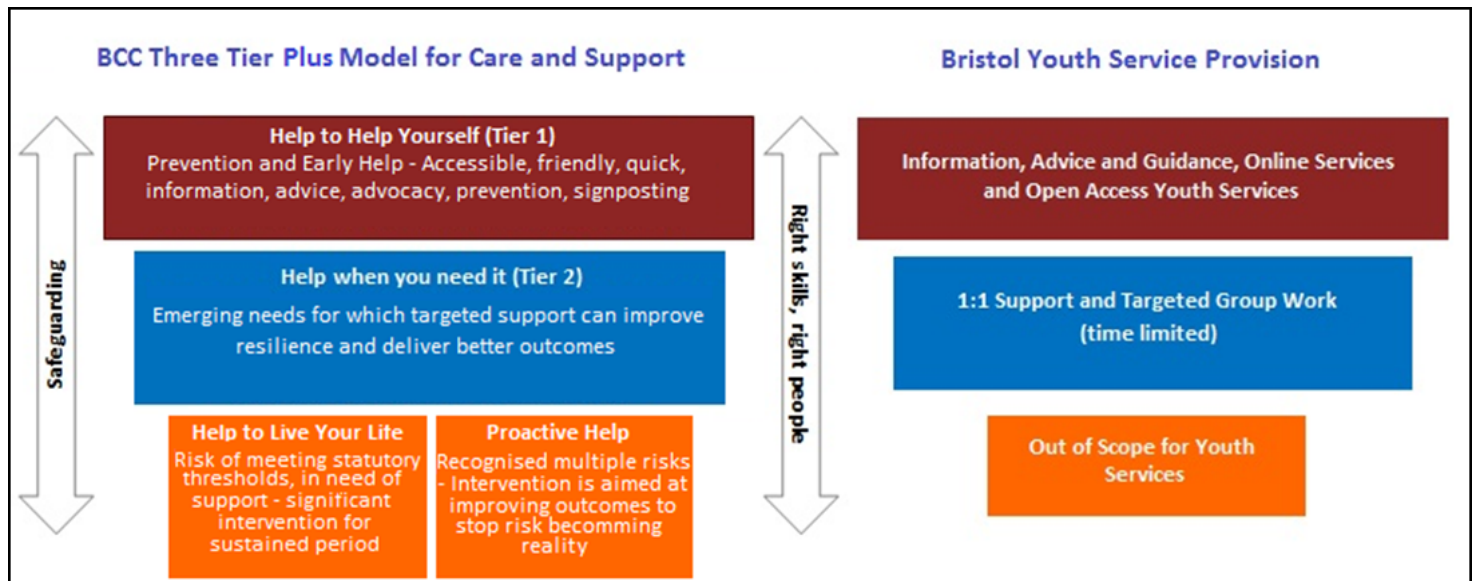 BCC Three Tier Plus Model for Care and Support
Safeguarding
Help to Help Yourself (Tier 1)
Prevention and Early Help - Accessible, friendly, quick,
information, advice, advocacy, prevention, signposting
Help when you need it (Tier 2)
Emerging needs for which targeted support can improve
resilience and deliver better outcomes
Help to Live Your Life
Risk of meeting statutory
thresholds, in need of
support - significant
intervention for
sustained period
Proactive Help
Recognised multiple risks
- Intervention is aimed at
improving outcomes to
stop risk becomming
reality
Right skills, right people
Bristol Youth Service Provision
Information, Advice and Guidance, Online Services
and Open Access Youth Services
1:1 Support and Targeted Group Work
(time limited)
Out of Scope for Youth
Services